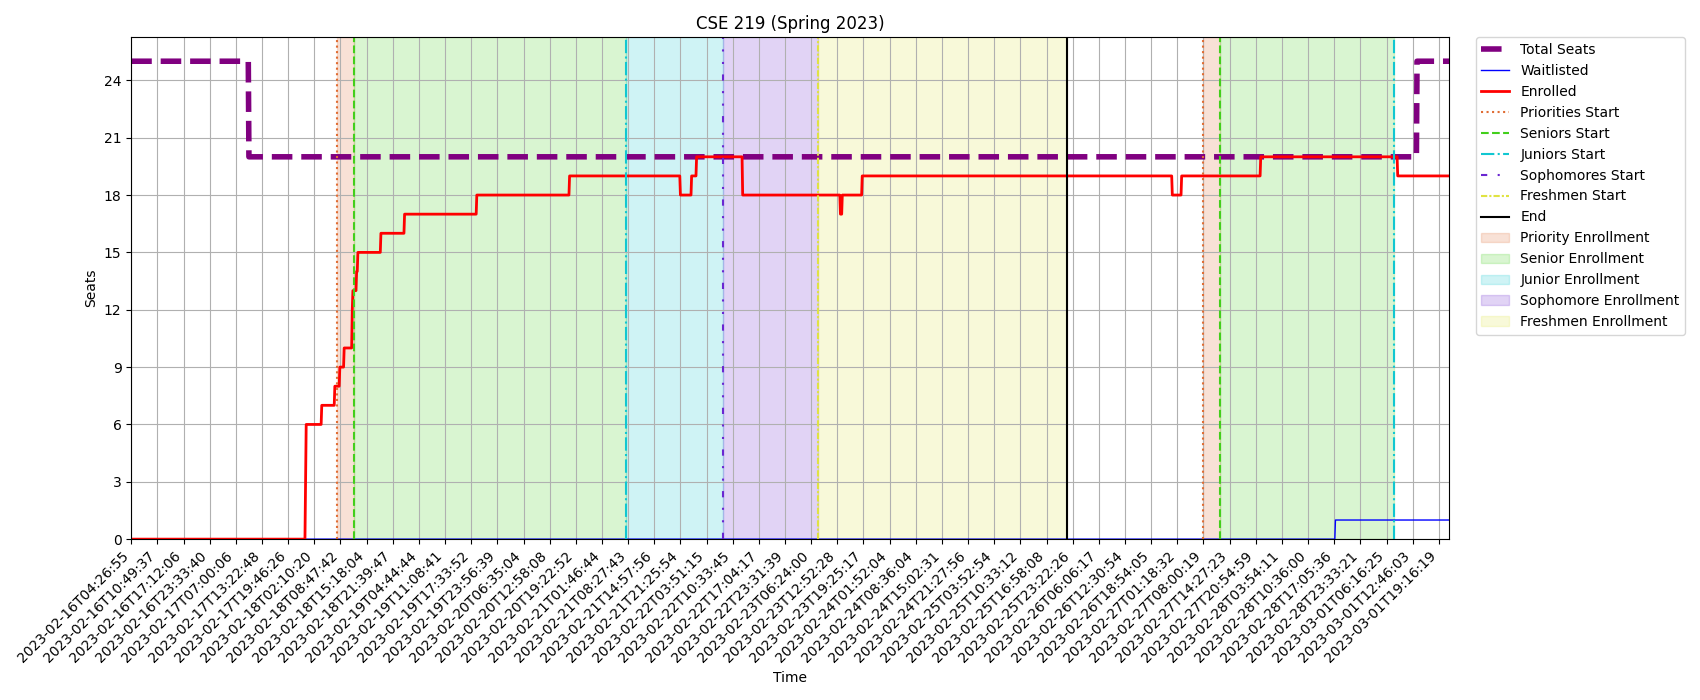 CSE 219 (Spring 2023)
Seats
24
21
18
15
12
9
6
3
0
2023-02-16T04:26:55
2023-02-16T10:49:37
2023-02-16T17:12:06
2023-02-16T23:33:40
2023-02-17T07:00:06
2023-02-17T13:22:48
2023-02-17T19:46:26
2023-02-18T02:10:20
2023-02-18T08:47:42
2023-02-18T15:18:04
2023-02-18T21:39:47
2023-02-19T04:44:44
2023-02-19T11:08:41
2023-02-19T17:33:52
2023-02-19T23:56:39
2023-02-20T06:35:04
2023-02-20T12:58:08
2023-02-20T19:22:52
2023-02-21T01:46:44
2023-02-21T08:27:43
2023-02-21T14:57:56
2023-02-21T21:25:54
2023-02-22T03:51:15
2023-02-22T10:33:45
2023-02-22T17:04:17
2023-02-22T23:31:39
2023-02-23T06:24:00
2023-02-23T12:52:28
2023-02-23T19:25:17
2023-02-24T01:52:04
2023-02-24T08:36:04
2023-02-24T15:02:31
2023-02-24T21:27:56
2023-02-25T03:52:54
2023-02-25T10:33:12
2023-02-25T16:58:08
2023-02-25T23:22:26
2023-02-26T06:06:17
2023-02-26T12:30:54
2023-02-26T18:54:05
2023-02-27T01:18:32
2023-02-27T08:00:19
2023-02-27T14:27:23
2023-02-27T20:54:59
2023-02-28T03:54:11
2023-02-28T10:36:00
2023-02-28T17:05:36
2023-02-28T23:33:21
2023-03-01T06:16:25
2023-03-01T12:46:03
2023-03-01T19:16:19
Time
Total Seats
Waitlisted
Enrolled
Priorities Start
Seniors Start
Juniors Start
Sophomores Start
Freshmen Start
End
Priority Enrollment
Senior Enrollment
Junior Enrollment
Sophomore Enrollment
Freshmen Enrollment